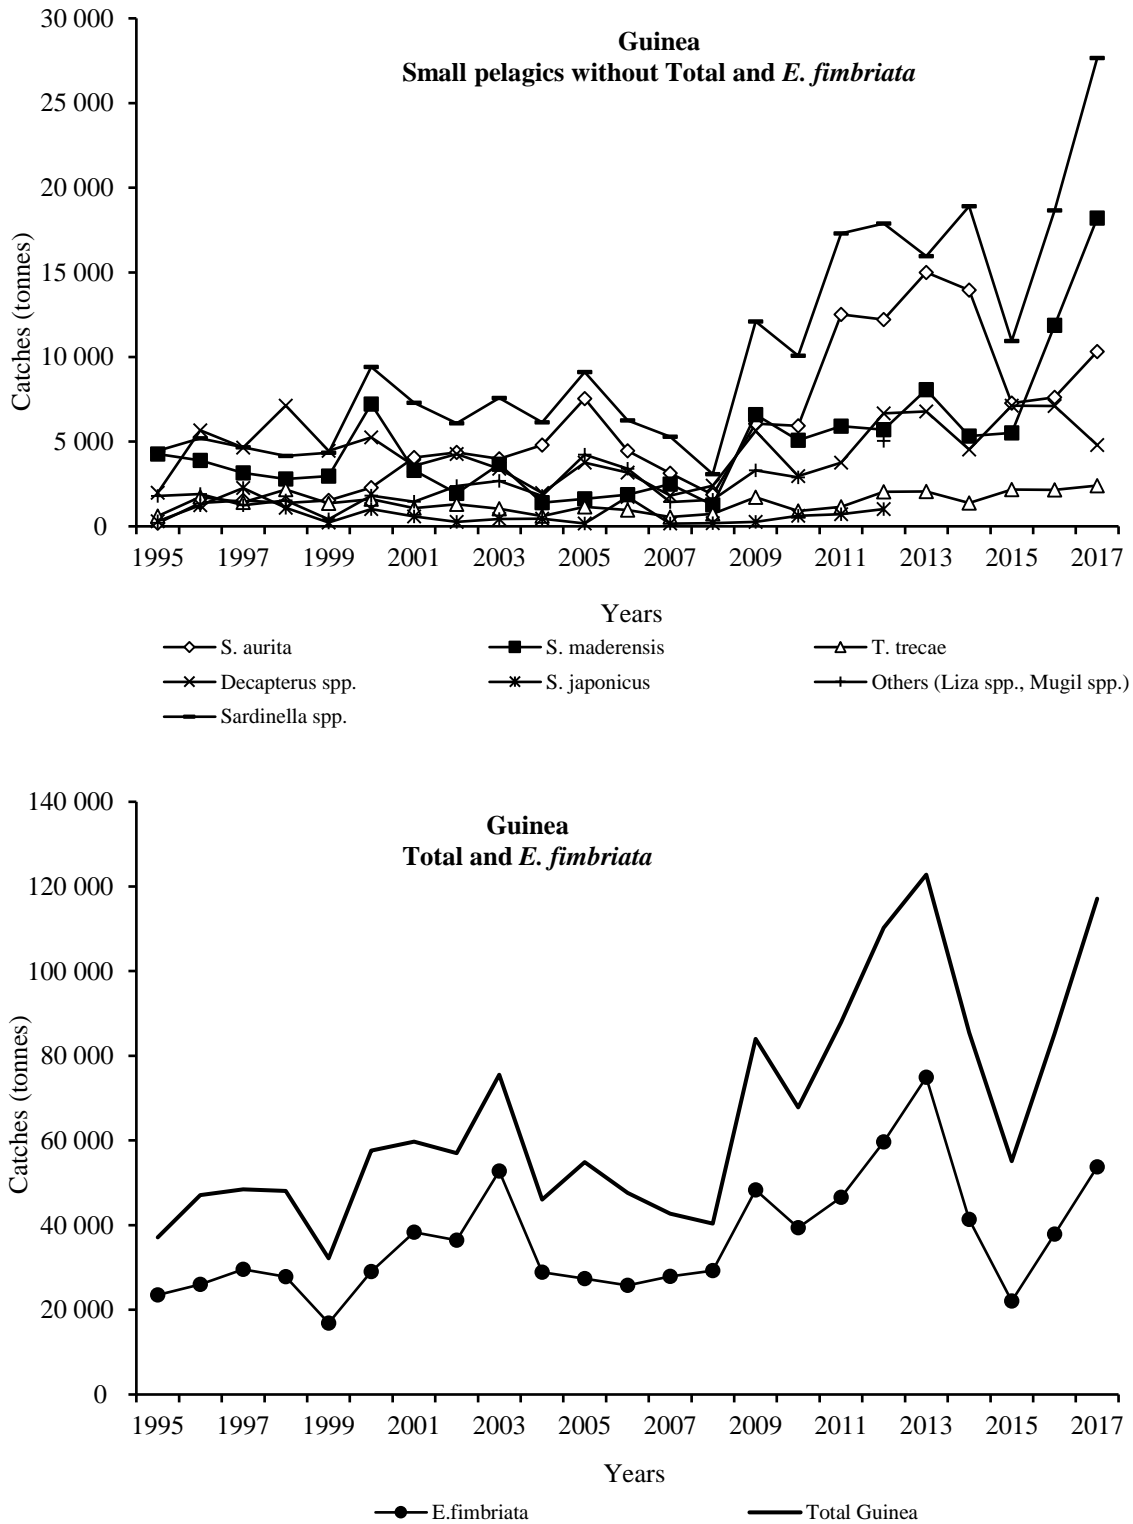 Guinea
Small pelagics without Total and E. fimbriata
30 000
25 000
20 000
15 000
10 000
5 000
0
Catches (tonnes)
1995 1997 1999 2001 2003 2005 2007 2009 2011 2013 2015 2017
Years
S. aurita S. maderensis T. trecae
Decapterus spp. S. japonicus Others (Liza spp., Mugil spp.)
Sardinella spp.
Guinea
Total and E. fimbriata
140 000
120 000
100 000
80 000
60 000
40 000
20 000
0
Catches (tonnes)
1995 1997 1999 2001 2003 2005 2007 2009 2011 2013 2015 2017
Years
E.fimbriata Total Guinea